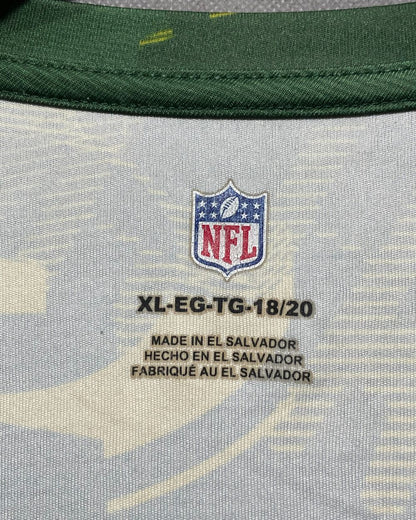 NFL
XL-EG-TG-18/20
MADE IN EL SALVADOR
HECHO EN EL SALVADOR
FABRIQUÉ AU EL SALVADOR